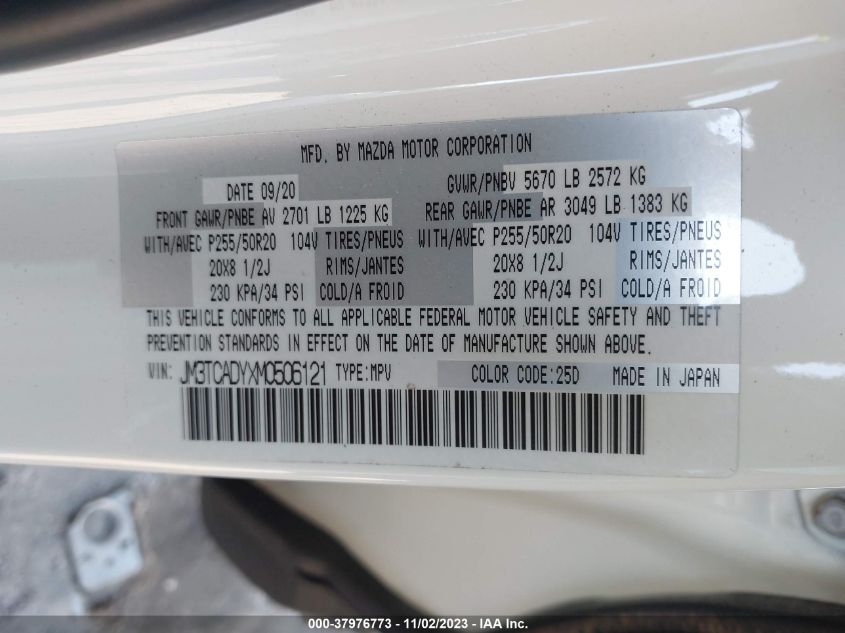 MFD. BY MAZDA MOTOR CORPORATION
DATE 09/20 GVWR/PNBV 5670 LB 2572 KG
FRONT GAWR/PNBE AV 2701 LB 1225 KG REAR GAWR/PNBE AR 3049 LB 1383 KG
WITH/AVEC P255/50R20 104V TIRES/PNEUS WITH/AVEC P255/50R20 104V TIRES/PNEUS
20X8 1/2J RIMS/JANTES 20X8 1/2J RIMS/JANTES
230 KPA/34 PSI COLD/A FROID 230 KPA/34 PSI COLD/A FROID
THIS VEHICLE CONFORMS TO ALL APPLICABLE FEDERAL MOTOR VEHICLE SAFETY AND THEFT
PREVENTION STANDARDS IN EFFECT ON THE DATE OF MANUFACTURE SHOWN ABOVE.
VIN: JM3TCADYXM0506121 TYPE:MPV COLOR CODE:25D MADE IN JAPAN
000-37976773 - 11/02/2023 - IAA Inc.